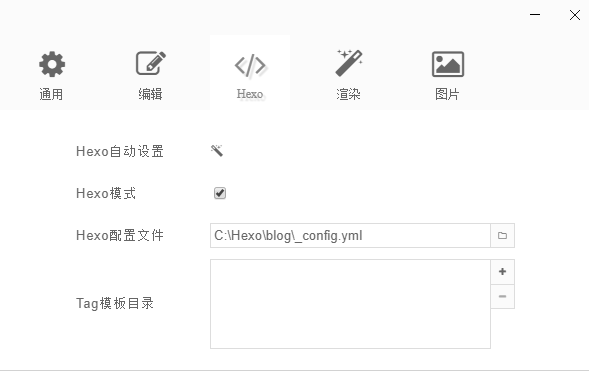 通用
编辑
Hexo
渲染
图片
Hexo自动设置
Hexo模式
Hexo配置文件
C:\Hexo\blog\_config.yml
Tag模板目录